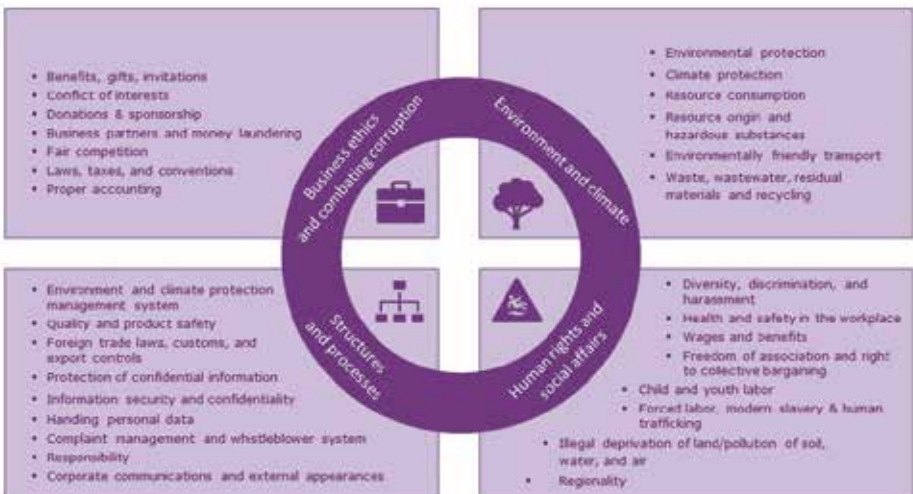 • Benefits, gifts, invitations
• Conflict of interests
• Donations & sponsorship
• Business partners and money laundering
• Fair competition
• Laws, taxes, and conventions
• Proper accounting
Business ethics
and combating corruption
• Environmental protection
• Climate protection
• Resource consumption
• Resource origin and
hazardous substances
• Environmentally friendly transport
• Waste, wastewater, residual
materials and recycling
Environment and climate
• Environment and climate protection
management system
• Quality and product safety
• Foreign trade laws, customs, and
export controls
• Protection of confidential information
• Information security and confidentiality
• Handing personal data
• Complaint management and whistleblower system
• Responsibility
• Corporate communications and external appearances
Structures
and processes
• Diversity, discrimination, and
harassment
• Health and safety in the workplace
• Wages and benefits
• Freedom of association and right
to collective bargaining
• Child and youth labor
• Forced labor, modern slavery & human
trafficking
• Illegal deprivation of land/pollution of soil,
water, and air
• Regionality
Human rights and
social affairs